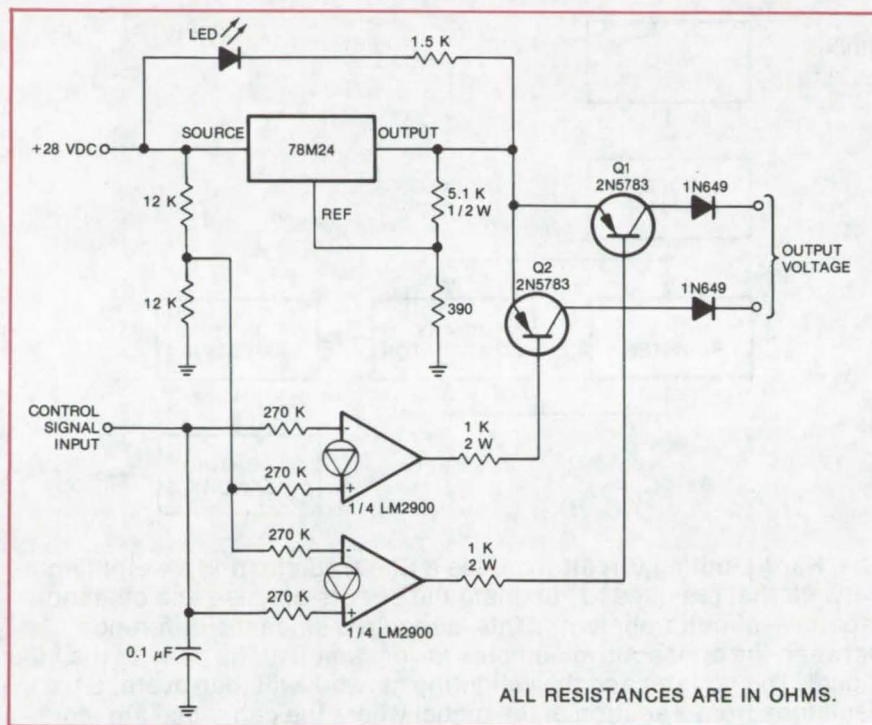 LED
1.5 K
+28 VDC
SOURCE
78M24
OUTPUT
REF
12 K
5.1 K
1/2 W
Q1
2N5783
1N649
12 K
390
Q2
2N5783
1N649
OUTPUT
VOLTAGE
CONTROL
SIGNAL
INPUT
270 K
-
1 K
2 W
270 K
+
1/4 LM2900
270 K
-
1 K
2 W
270 K
+
1/4 LM2900
0.1 µF
ALL RESISTANCES ARE IN OHMS.